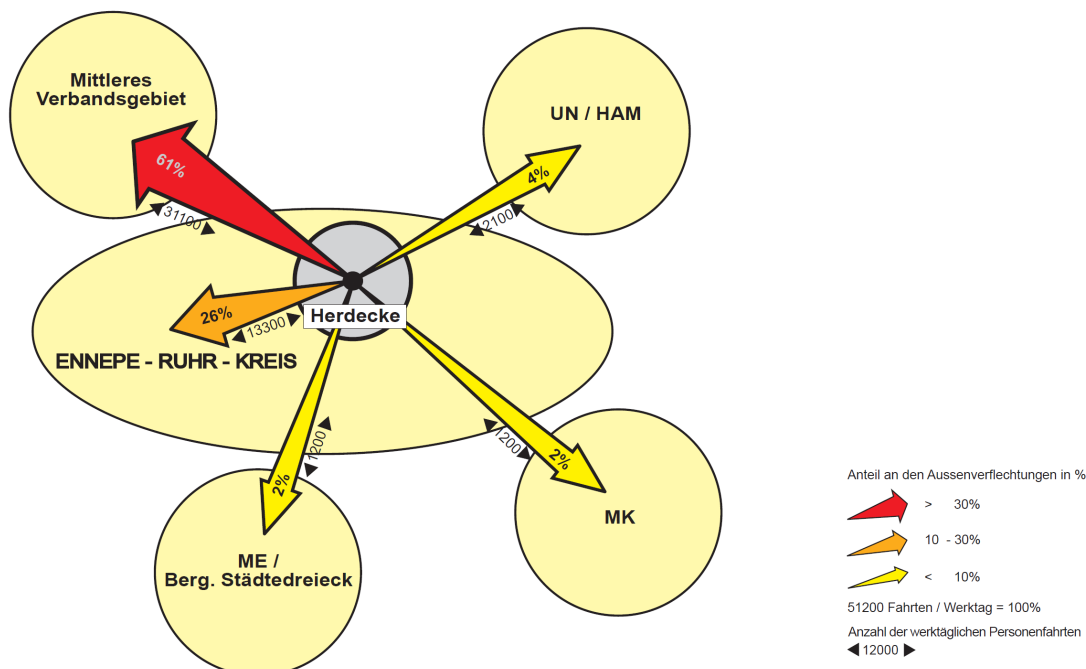 Mittleres
Verbandsgebiet
UN / HAM
61%
4%
31100
2100
Herdecke
26%
13300
ENNEPE - RUHR - KREIS
1200
1200
2%
2%
MK
ME /
Berg. Städtedreieck
Anteil an den Aussenverflechtungen in %
> 30%
10 - 30%
< 10%
51200 Fahrten / Werktag = 100%
Anzahl der werktäglichen Personenfahrten
12000